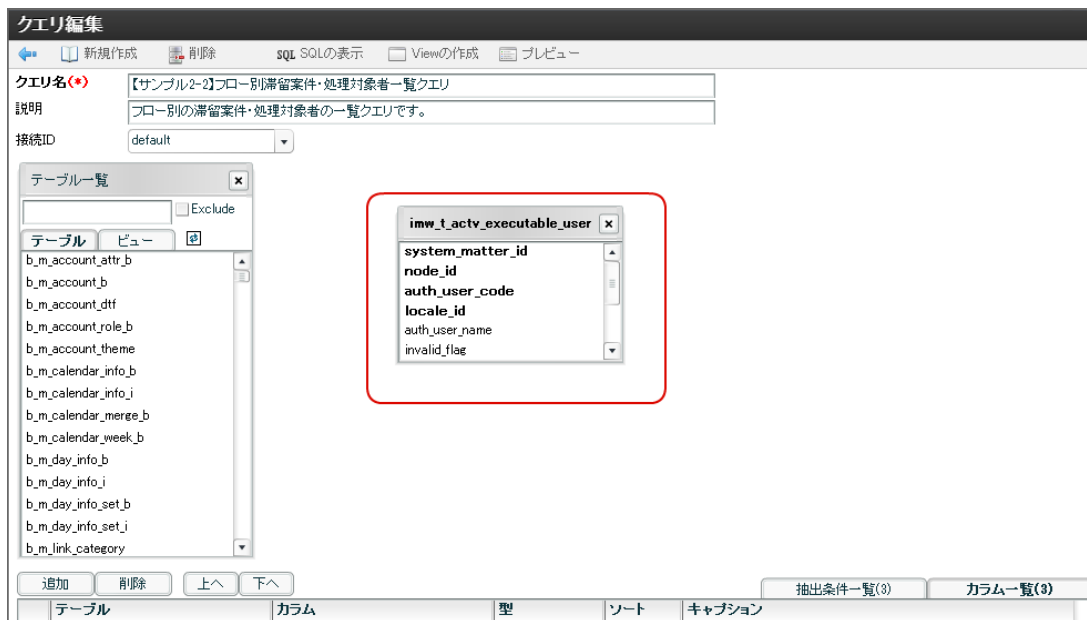 クエリ編集
新規作成 削除 SQL SQLの表示 Viewの作成 プレビュー
クエリ名(*) 【サンプル2-2】フロー別滞留案件・処理対象者一覧クエリ
説明 フロー別の滞留案件・処理対象者の一覧クエリです。
接続ID default
テーブル一覧
Exclude
テーブル ビュー
b_m_account_attr_b
b_m_account_b
b_m_account_dtf
b_m_account_role_b
b_m_account_theme
b_m_calendar_info_b
b_m_calendar_info_i
b_m_calendar_merge_b
b_m_calendar_week_b
b_m_day_info_b
b_m_day_info_i
b_m_day_info_set_b
b_m_day_info_set_i
b_m_link_category
imw_t_actv_executable_user
system_matter_id
node_id
auth_user_code
locale_id
auth_user_name
invalid_flag
追加 削除 上へ 下へ
抽出条件一覧(3) カラム一覧(3)
テーブル カラム 型 ソート キャプション